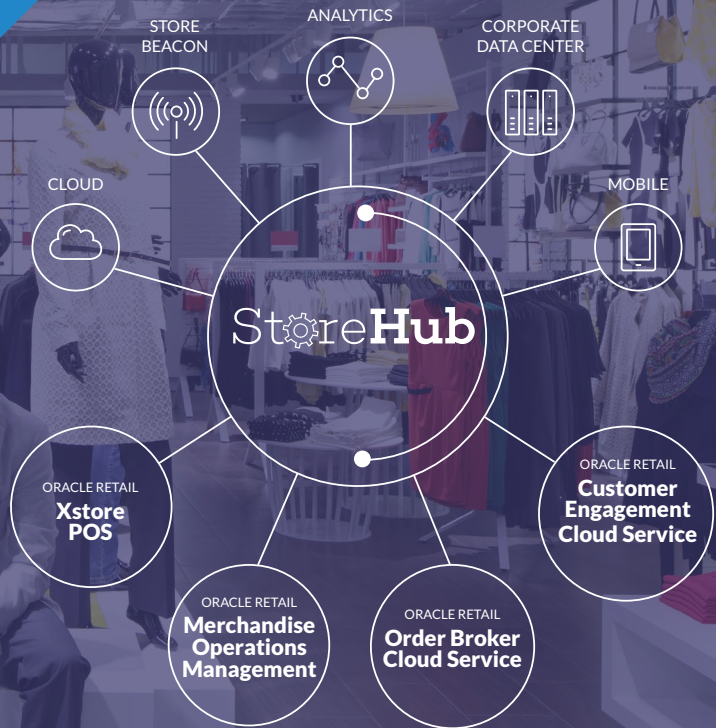 ANALYTICS
STORE
BEACON
CORPORATE
DATA CENTER
CLOUD
MOBILE
StoreHub
ORACLE RETAIL
Xstore
POS
ORACLE RETAIL
Customer
Engagement
Cloud Service
ORACLE RETAIL
Merchandise
Operations
Management
ORACLE RETAIL
Order Broker
Cloud Service